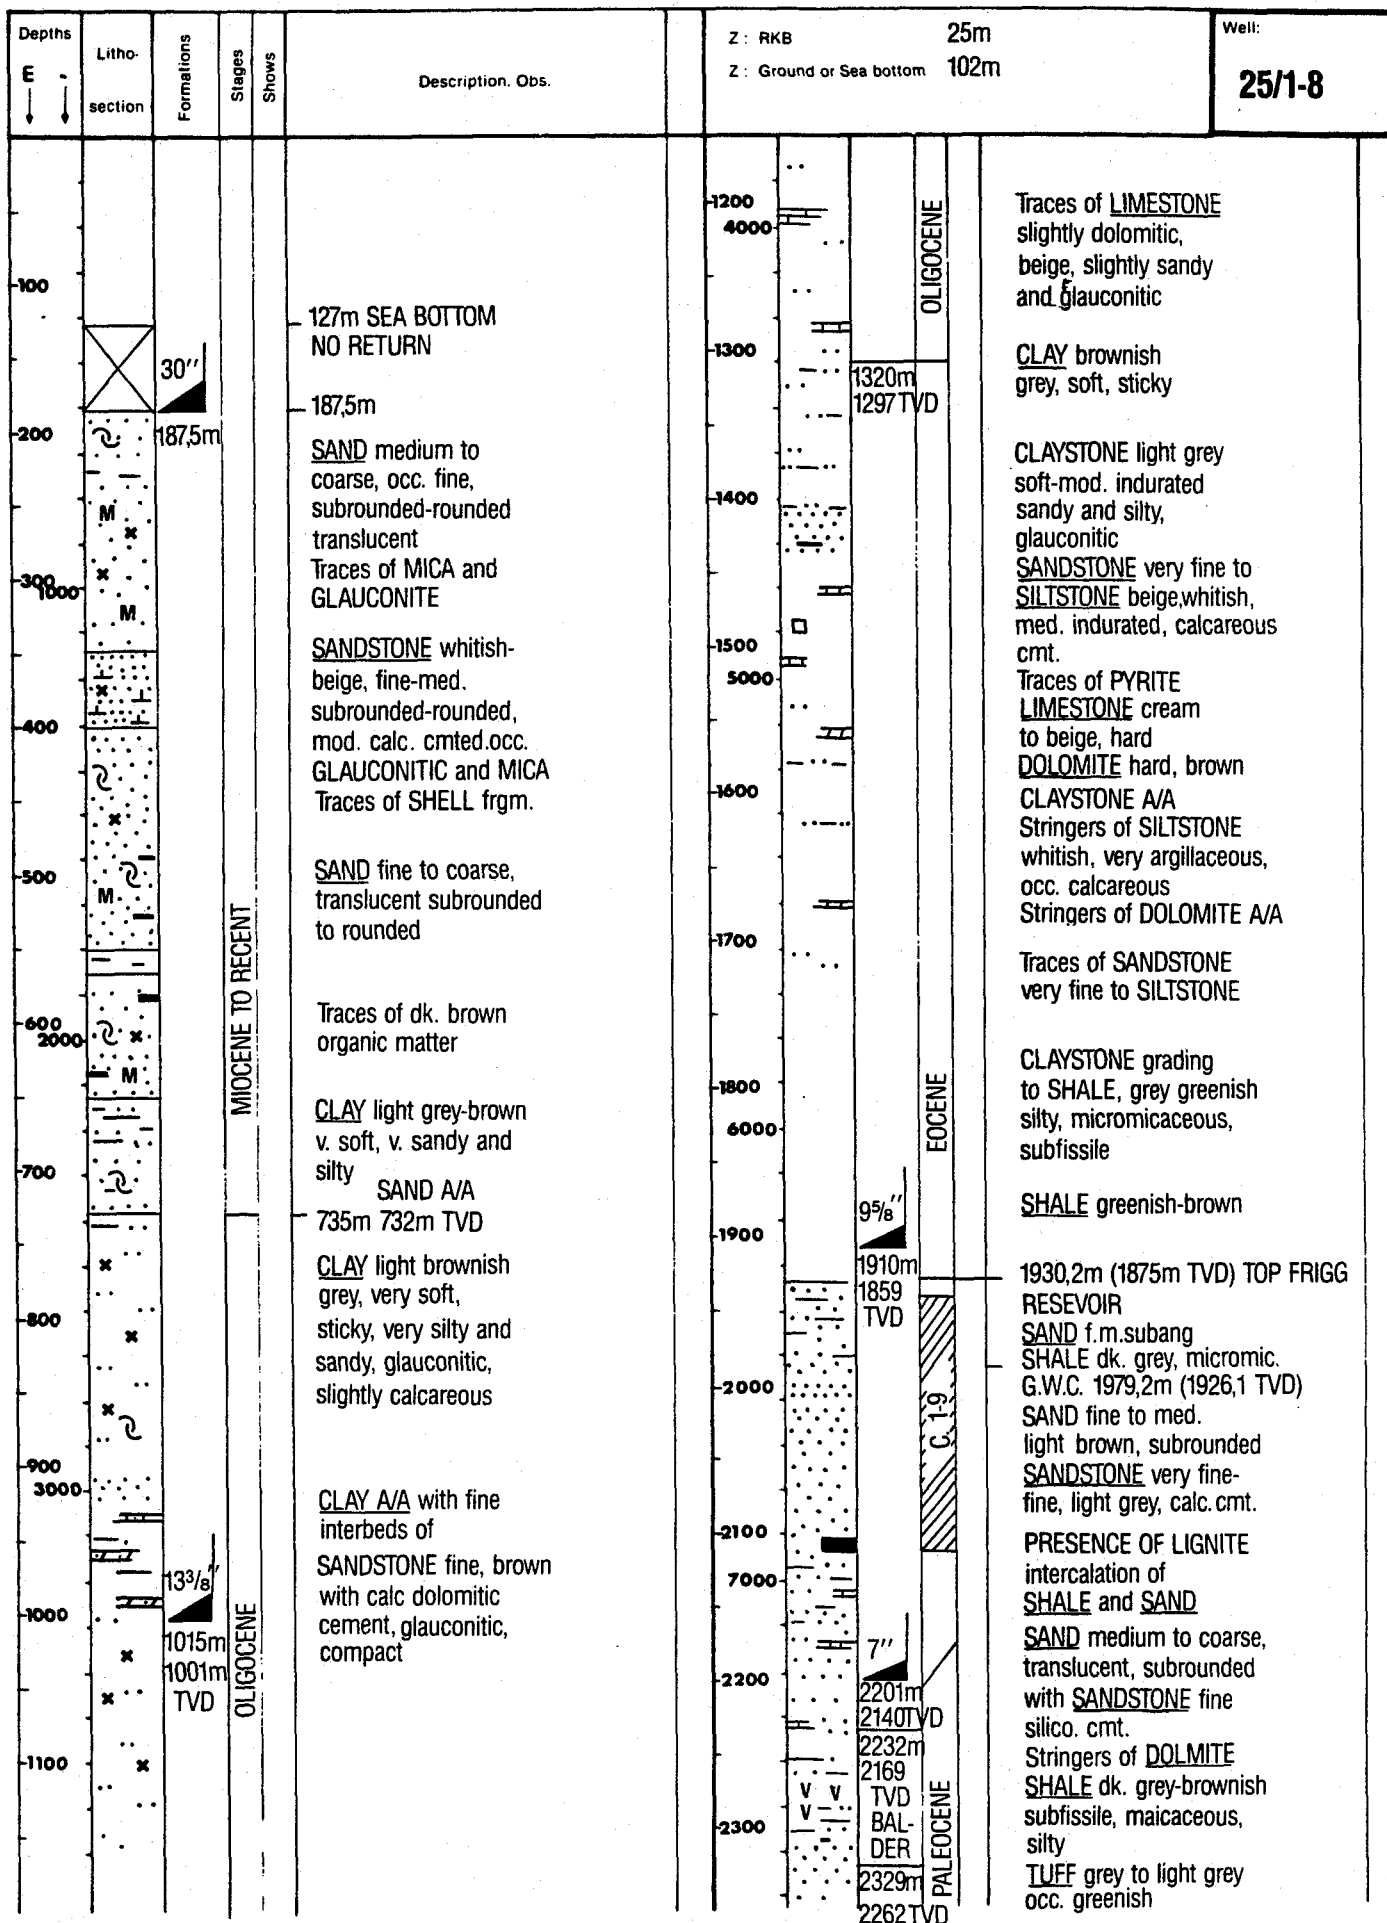 Depths
E
Litho-
section
Formations
Stages
Shows
Description. Obs.
Z : RKB 25m
Z : Ground or Sea bottom 102m
Well:
25/1-8
100
200
300
1000
400
500
600
2000
700
800
900
3000
1000
1100
30''
187,5m
M
M
M
M
13 3/8''
1015m
1001m
TVD
MIOCENE TO RECENT
OLIGOCENE
127m SEA BOTTOM
NO RETURN
187,5m
SAND medium to
coarse, occ. fine,
subrounded-rounded
translucent
Traces of MICA and
GLAUCONITE
SANDSTONE whitish-
beige, fine-med.
subrounded-rounded,
mod. calc. cmted.occ.
GLAUCONITIC and MICA
Traces of SHELL frgm.
SAND fine to coarse,
translucent subrounded
to rounded
Traces of dk. brown
organic matter
CLAY light grey-brown
v. soft, v. sandy and
silty
SAND A/A
735m 732m TVD
CLAY light brownish
grey, very soft,
sticky, very silty and
sandy, glauconitic,
slightly calcareous
CLAY A/A with fine
interbeds of
SANDSTONE fine, brown
with calc dolomitic
cement, glauconitic,
compact
1200
4000
1300
1400
1500
5000
1600
1700
1800
6000
1900
2000
2100
7000
2200
2300
1320m
1297 TVD
9 5/8''
1910m
1859
TVD
7''
2201m
2140TVD
2232m
2169
TVD
BAL-
DER
2329m
2262TVD
V V
V
OLIGOCENE
EOCENE
C. 1-9
PALEOCENE
Traces of LIMESTONE
slightly dolomitic,
beige, slightly sandy
and glauconitic
CLAY brownish
grey, soft, sticky
CLAYSTONE light grey
soft-mod. indurated
sandy and silty,
glauconitic
SANDSTONE very fine to
SILTSTONE beige,whitish,
med. indurated, calcareous
cmt.
Traces of PYRITE
LIMESTONE cream
to beige, hard
DOLOMITE hard, brown
CLAYSTONE A/A
Stringers of SILTSTONE
whitish, very argillaceous,
occ. calcareous
Stringers of DOLOMITE A/A
Traces of SANDSTONE
very fine to SILTSTONE
CLAYSTONE grading
to SHALE, grey greenish
silty, micromicaceous,
subfissile
SHALE greenish-brown
1930,2m (1875m TVD) TOP FRIGG
RESEVOIR
SAND f.m.subang
SHALE dk. grey, micromic.
G.W.C. 1979,2m (1926,1 TVD)
SAND fine to med.
light brown, subrounded
SANDSTONE very fine-
fine, light grey, calc.cmt.
PRESENCE OF LIGNITE
intercalation of
SHALE and SAND
SAND medium to coarse,
translucent, subrounded
with SANDSTONE fine
silico. cmt.
Stringers of DOLMITE
SHALE dk. grey-brownish
subfissile, maicaceous,
silty
TUFF grey to light grey
occ. greenish